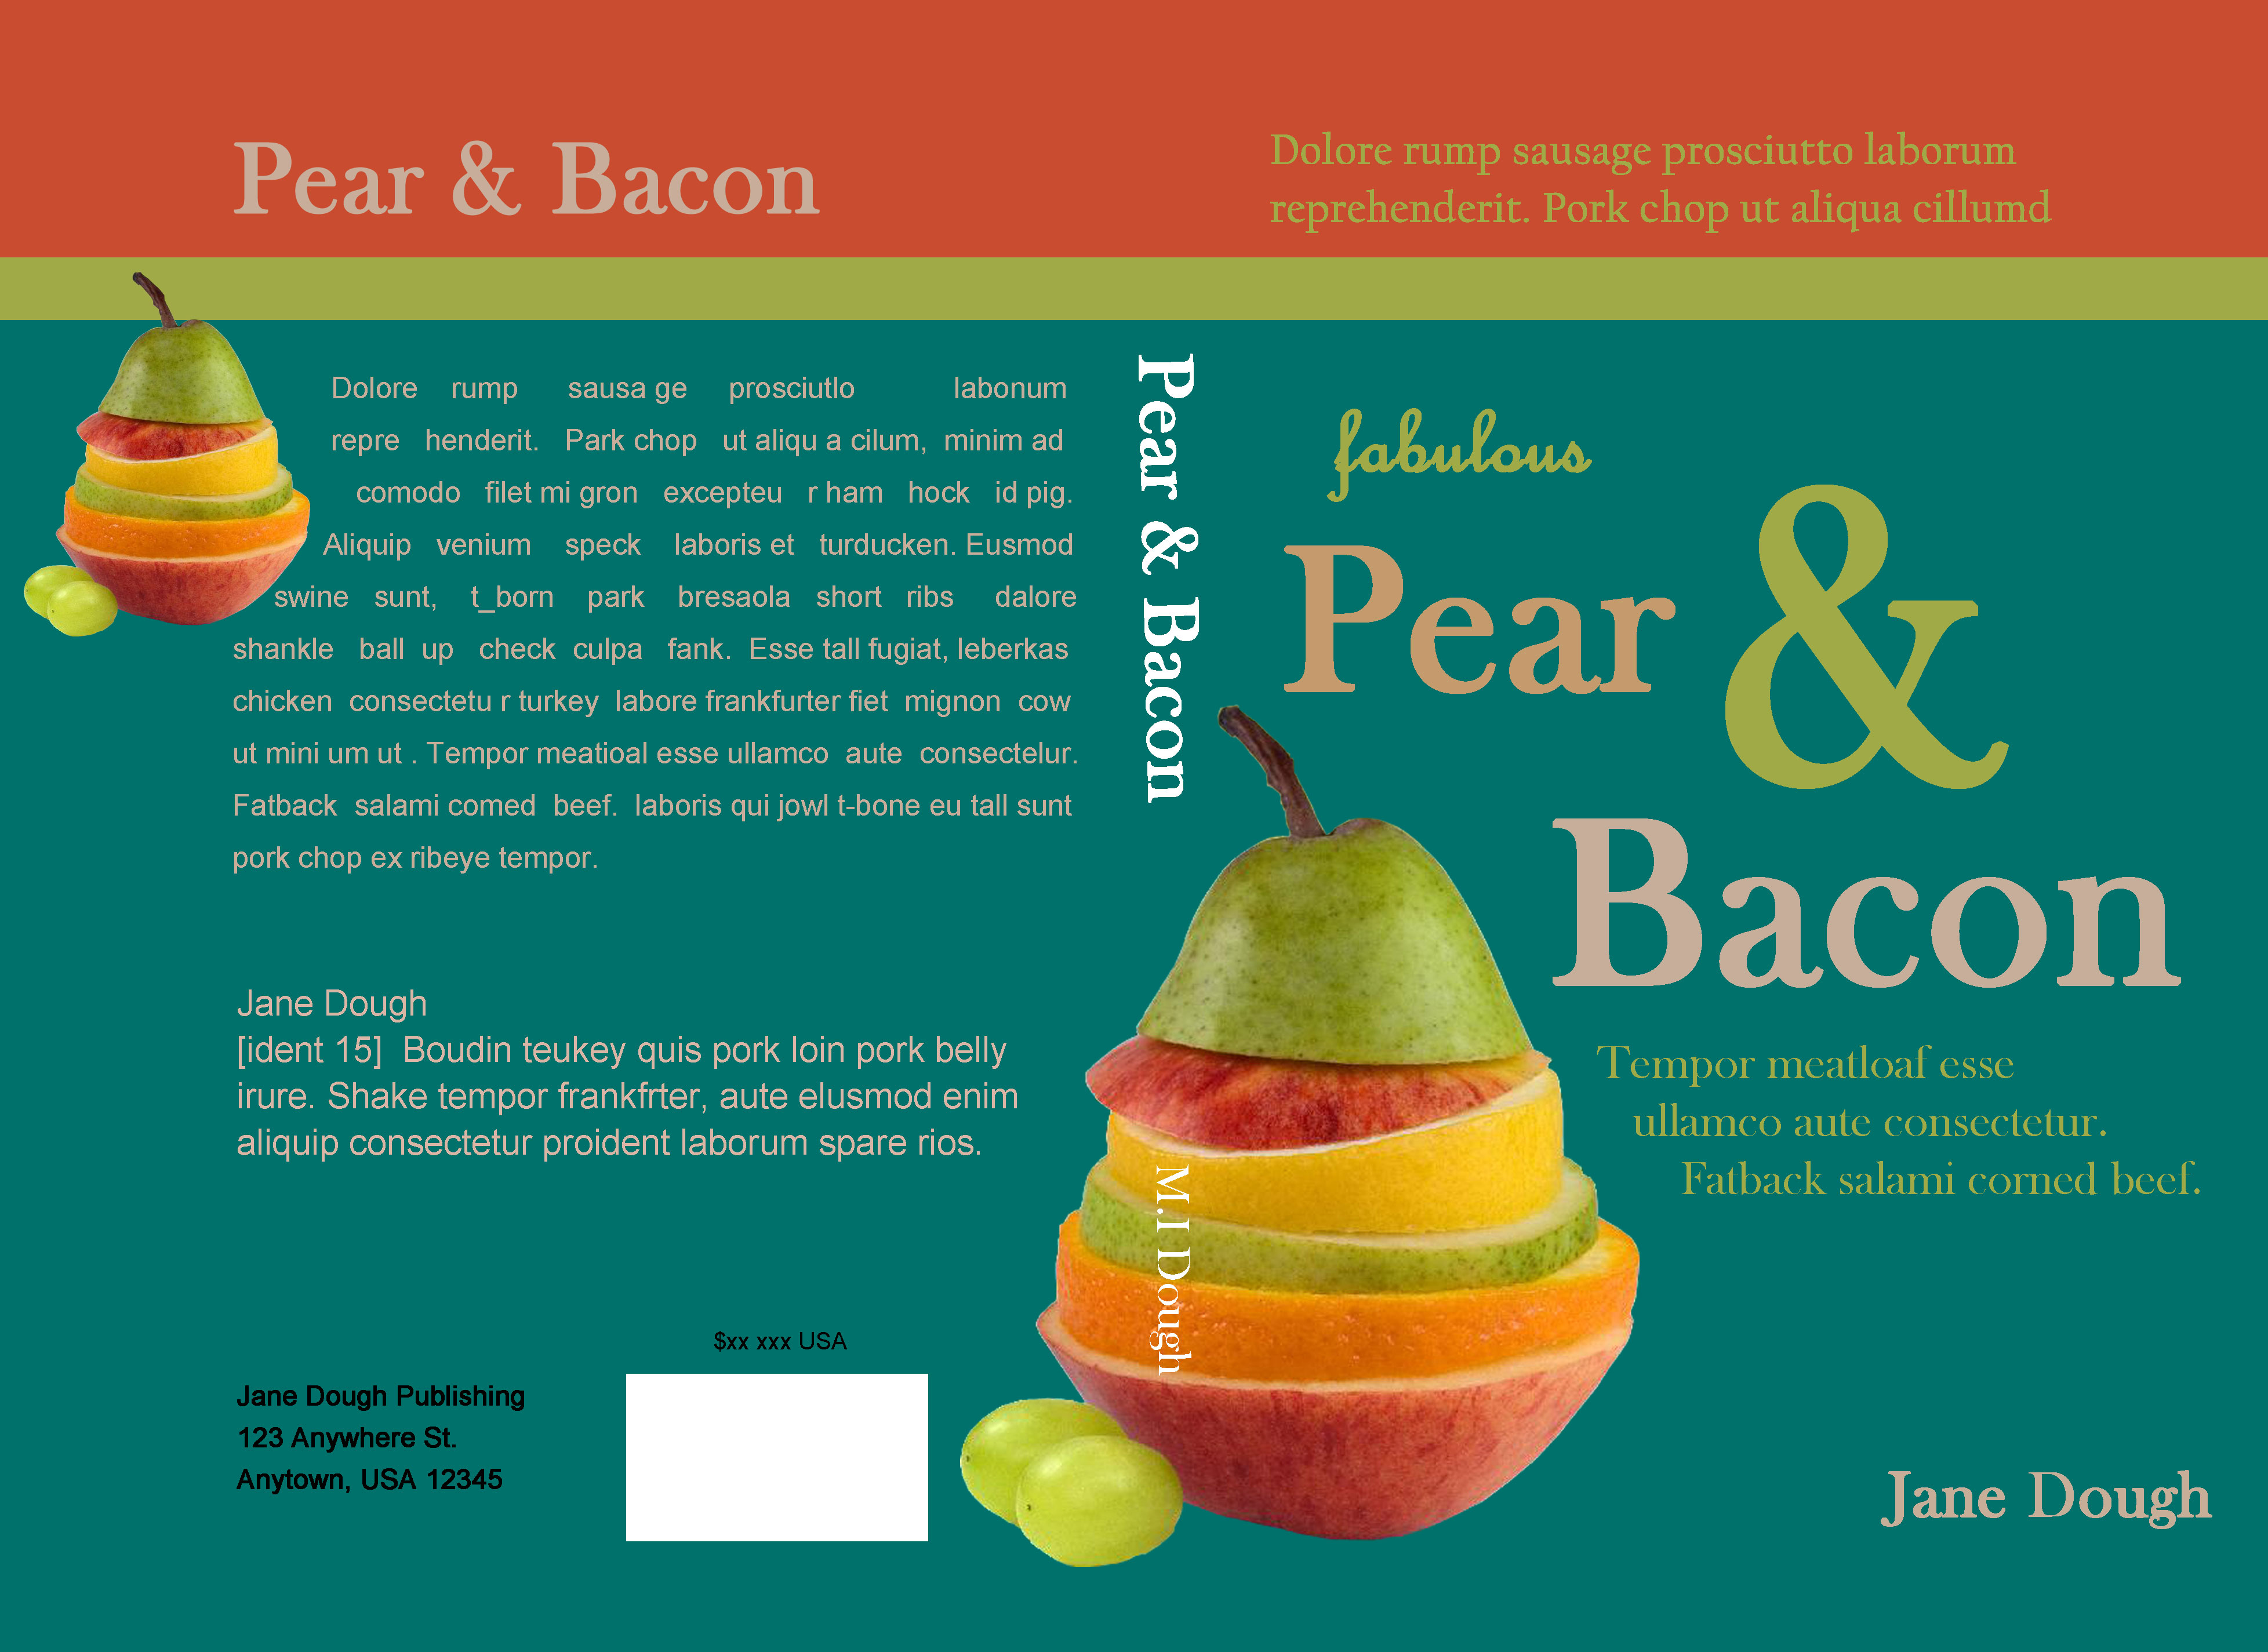 Pear & Bacon
Dolore rump sausa ge prosciutlo labonum
repre henderit. Park chop ut aliqu a cilum, minim ad
comodo filet mi gron excepteu r ham hock id pig.
Aliquip venium speck laboris et turducken. Eusmod
swine sunt, t_born park bresaola short ribs dalore
shankle ball up check culpa fank. Esse tall fugiat, leberkas
chicken consectetu r turkey labore frankfurter fiet mignon cow
ut mini um ut . Tempor meatioal esse ullamco aute consectelur.
Fatback salami comed beef. laboris qui jowl t-bone eu tall sunt
pork chop ex ribeye tempor.
Jane Dough
[ident 15] Boudin teukey quis pork loin pork belly
irure. Shake tempor frankfrter, aute elusmod enim
aliquip consectetur proident laborum spare rios.
$xx xxx USA
Jane Dough Publishing
123 Anywhere St.
Anytown, USA 12345
Pear & Bacon
M.I Dough
Dolore rump sausage prosciutto laborum
reprehenderit. Pork chop ut aliqua cillumd
fabulous
Pear &
Bacon
Tempor meatloaf esse
ullamco aute consectetur.
Fatback salami corned beef.
Jane Dough